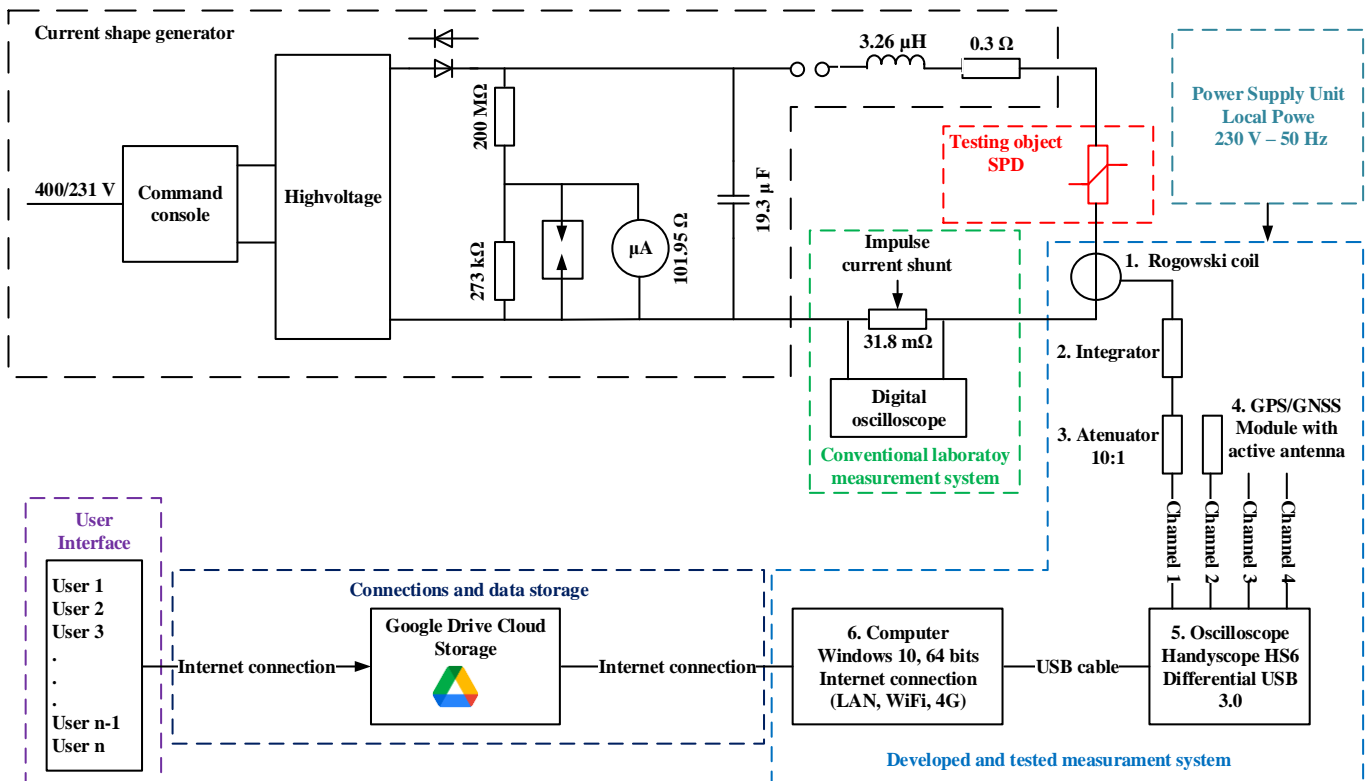 Current shape generator
400/231 V
Command
console
Highvoltage
200 MΩ
273 kΩ
μA
101.95 Ω
19.3 μ F
3.26 μH
0.3 Ω
Testing object
SPD
Power Supply Unit
Local Powe
230 V – 50 Hz
Impulse
current shunt
31.8 mΩ
Digital
oscilloscope
Conventional laboratoy
measurement system
1. Rogowski coil
2. Integrator
3. Atenuator
10:1
4. GPS/GNSS
Module with
active antenna
Channel 1
Channel 2
Channel 3
Channel 4
User
Interface
User 1
User 2
User 3
.
.
.
User n-1
User n
Internet connection
Connections and data storage
Google Drive Cloud
Storage
Internet connection
6. Computer
Windows 10, 64 bits
Internet connection
(LAN, WiFi, 4G)
USB cable
5. Oscilloscope
Handyscope HS6
Differential USB
3.0
Developed and tested measurament system